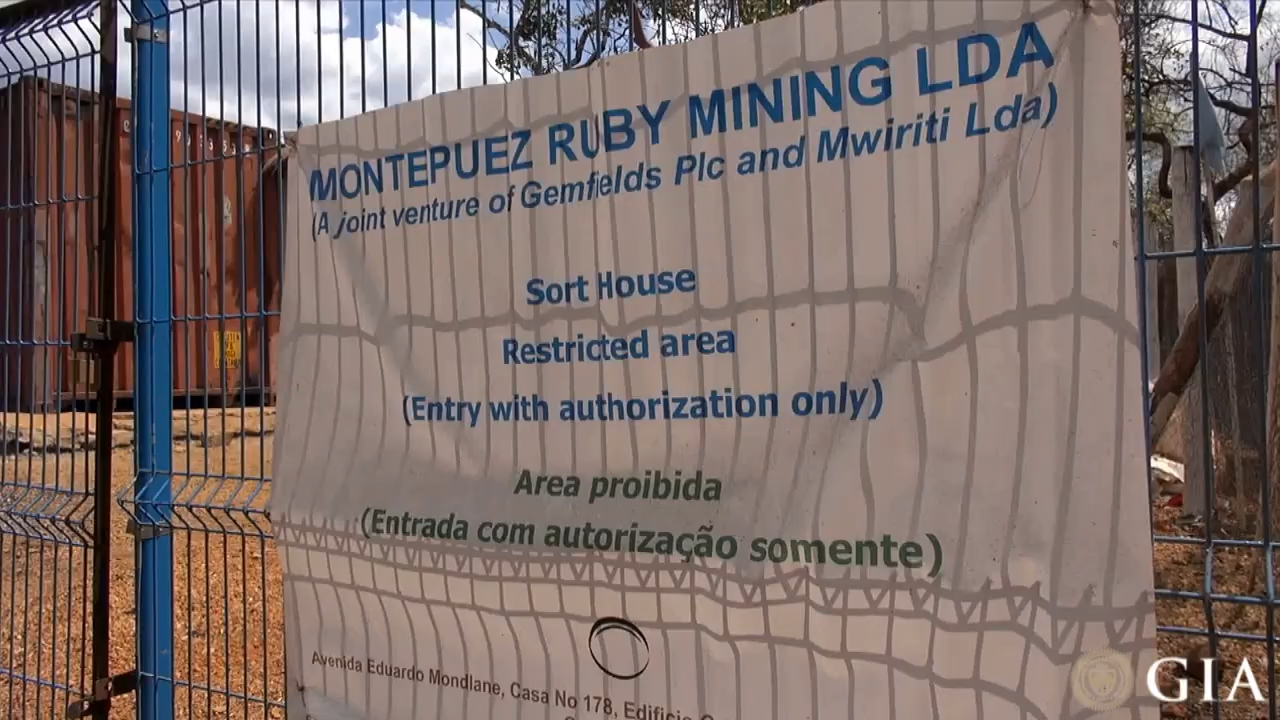 MONTEPUEZ RUBY MINING LDA
(A joint venture of Gemfields Plc and Mwiriti Lda)
Sort House
Restricted area
(Entry with authorization only)
Area proibida
(Entrada com autorização somente)
Avenida Eduardo Mondlane, Casa No 178, Edificio
GIA